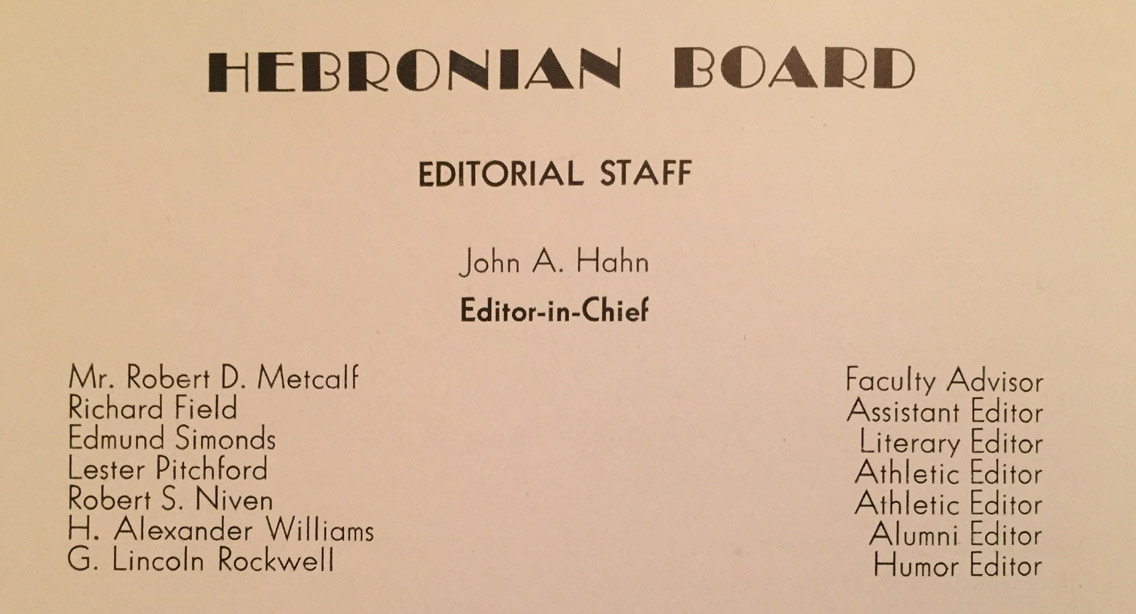 HEBRONIAN BOARD
EDITORIAL STAFF
John A. Hahn
Editor-in-Chief
Mr. Robert D. Metcalf Faculty Advisor
Richard Field Assistant Editor
Edmund Simonds Literary Editor
Lester Pitchford Athletic Editor
Robert S. Niven Athletic Editor
H. Alexander Williams Alumni Editor
G. Lincoln Rockwell Humor Editor